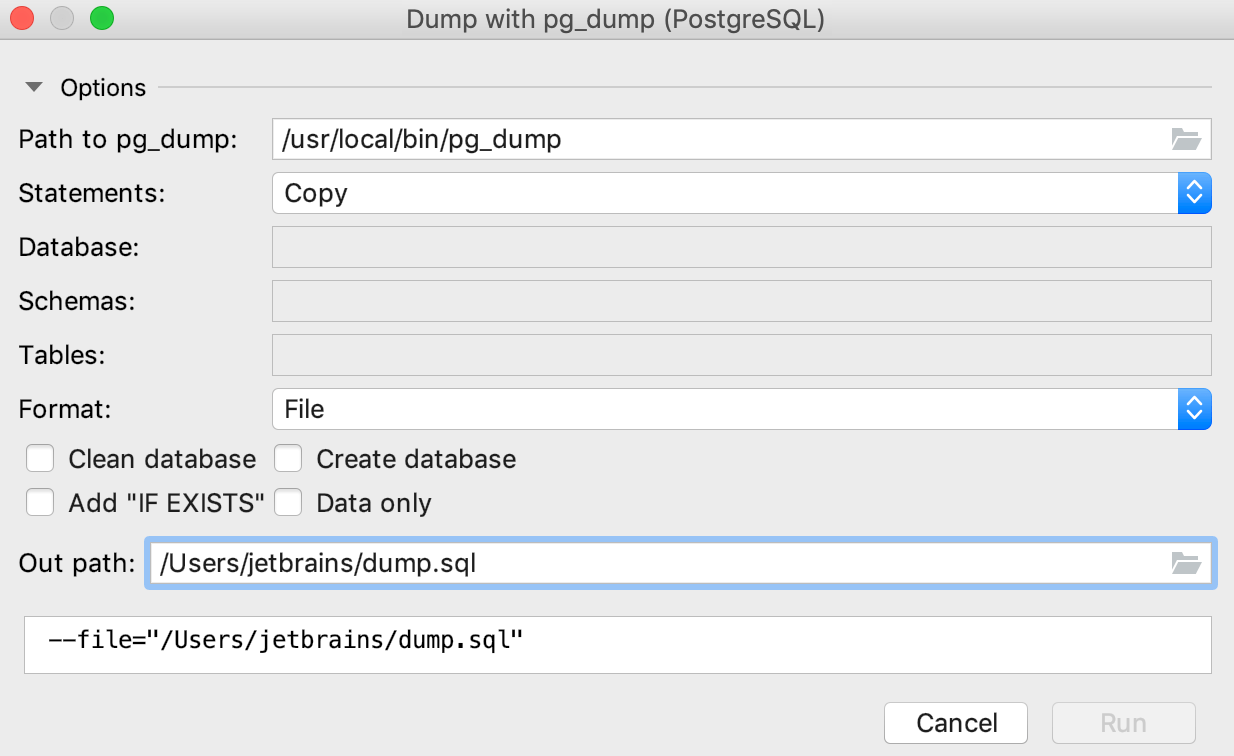 Dump with pg_dump (PostgreSQL)
Options
Path to pg_dump: /usr/local/bin/pg_dump
Statements: Copy
Database:
Schemas:
Tables:
Format: File
Clean database Create database
Add "IF EXISTS" Data only
Out path: /Users/jetbrains/dump.sql
--file="/Users/jetbrains/dump.sql"
Cancel Run